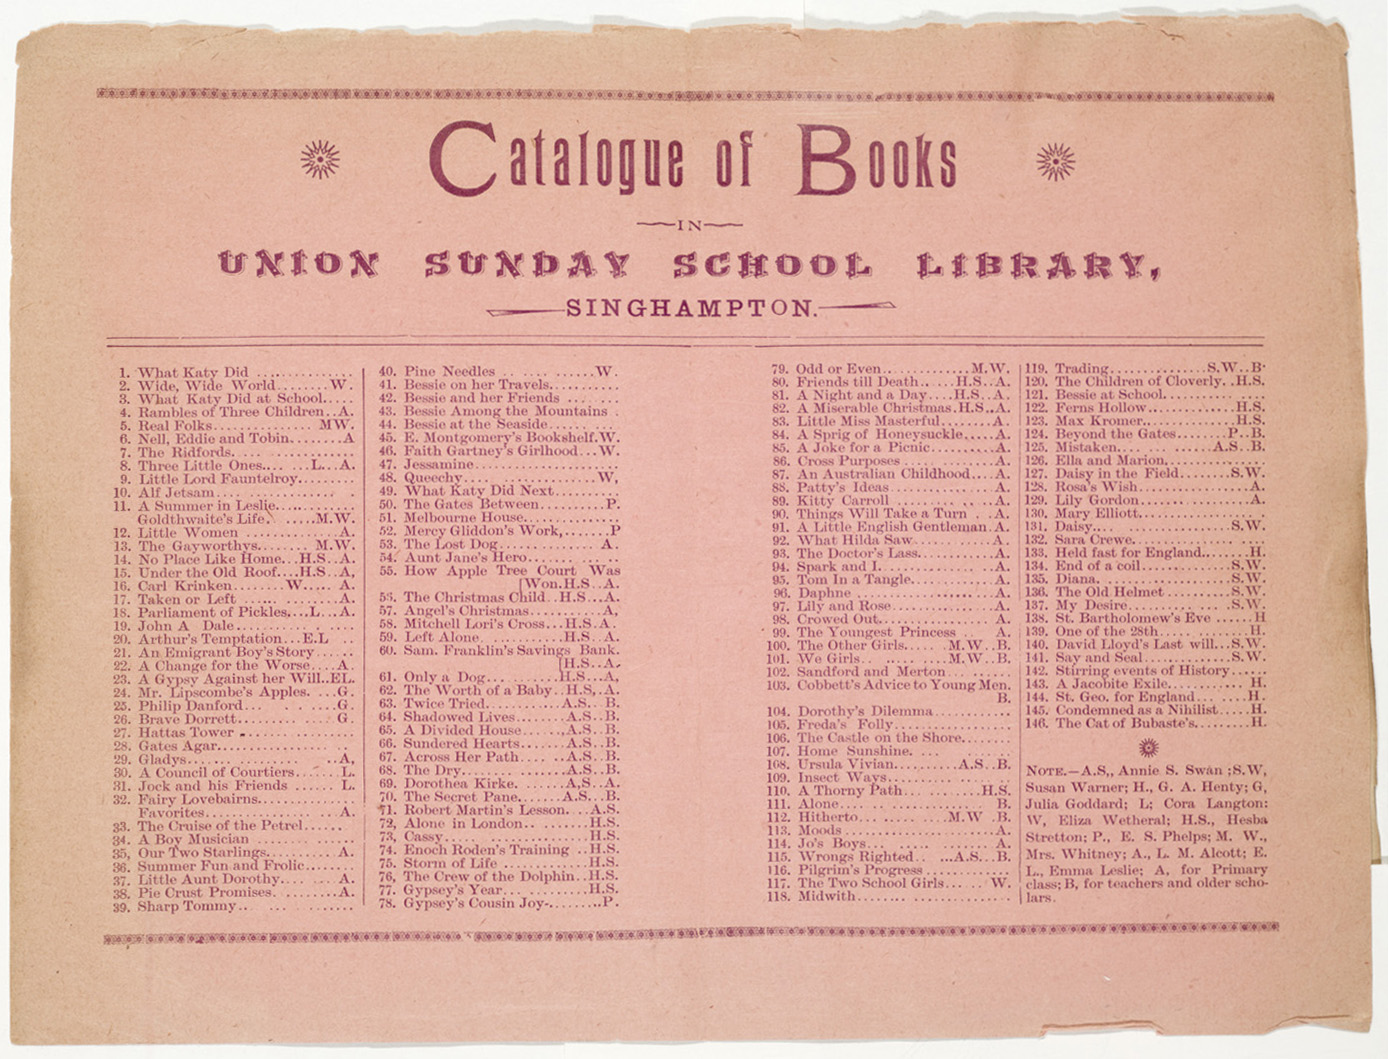 Catalogue of Books
IN
UNION SUNDAY SCHOOL LIBRARY,
SINGHAMPTON.
1. What Katy Did .............
2. Wide, Wide World.......W.
3. What Katy Did at School....
4. Rambles of Three Children..A.
5. Real Folks...............MW.
6. Nell, Eddie and Tobin.......A
7. The Ridfords. .. ............
8. Three Little Ones.... ...L...A.
9. Little Lord Fauntelroy......
10. Alf Jetsam....................
11. A Summer in Leslie..........
Goldthwaite's Life. .....M.W.
12. Little Women ............A.
13. The Gayworthys........M.W.
14. No Place Like Home...H.S..A.
15. Under the Old Roof....H.S..A,
16. Carl Krinken........W..... A.
17. Taken or Left .............A.
18. Parliament of Pickles....L...A.
19. John A Dale..................
20. Arthur's Temptation...E.L ..
21. An Emigrant Boy's Story......
22. A Change for the Worse....A.
23. A Gypsy Against her Will..EL.
24. Mr. Lipscombe's Apples. ...G.
25. Philip Danford... . . .....G.
26. Brave Dorrett...............G.
27. Hattas Tower ................
28. Gates Agar....................
29. Gladys..... ......... ..A,
30. A Council of Courtiers.......L.
31. Jock and his Friends ......L.
32. Fairy Lovebairns..............
Favorites....................A.
33. The Cruise of the Petrel......
34. A Boy Musician ..............
35, Our Two Starlings..........A.
36. Summer Fun and Frolic.......
37. Little Aunt Dorothy.... ....A.
38. Pie Crust Promises. ........A.
39. Sharp Tommy.. .. ..........
40. Pine Needles .. . ......W.
41. Bessie on her Travels..........
42. Bessie and her Friends .... ...
43. Bessie Among the Mountains .
44. Bessie at the Seaside.... .....
45. E. Montgomery's Bookshelf.W.
46. Faith Gartney's Girlhood...W.
47. Jessamine.....................
48. Queechy.... ..............W,
49. What Katy Did Next..........
50. The Gates Between..........P.
51. Melbourne House..............
52. Mercy Gliddon's Work,.......P
53. The Lost Dog............. A.
54. Aunt Jane's Hero.... .... ....
55. How Apple Tree Court Was
[Won.H.S..A.
56. The Christmas Child..H.S...A.
57. Angel's Christmas..........A,
58. Mitchell Lori's Cross...H.S.A.
59. Left Alone. ...........H.S..A.
60. Sam. Franklin's Savings Bank.
[H.S...A.
61. Only a Dog..........H.S...A,
62. The Worth of a Baby..H.S,.A.
63. Twice Tried..........A.S...B.
64. Shadowed Lives.......A.S...B.
65. A Divided House.....,A.S...B.
66. Sundered Hearts.......A.S...B.
67. Across Her Path.... ..A.S...B.
68. The Dry...............A.S...B.
69. Dorothea Kirke. ......A,S..A.
70. The Secret Pane.......A.S...B.
71. Robert Martin's Lesson....A.S.
72, Alone in London.. .......H.S.
73, Cassy.....................H.S.
74. Enoch Roden's Training ..H.S.
75. Storm of Life .............H.S.
76, The Crew of the Dolphin..H.S.
77. Gypsy's Year... ..........H.S.
78. Gypsy's Cousin Joy-.........P.
79. Odd or Even.............M.W.
80. Friends till Death.....H.S..A.
81. A Night and a Day....H.S..A.
82. A Miserable Christmas.H.S..A.
83. Little Miss Masterful........A.
84. A Sprig of Honeysuckle.....A.
85. A Joke for a Picnic..........A.
86. Cross Purposes ..............A.
87. An Australian Childhood....A.
88. Patty's Ideas................A.
89. Kitty Carroll ...............A.
90. Things Will Take a Turn ..A.
91. A Little English Gentleman.A.
92. What Hilda Saw.............A.
93. The Doctor's Lass............A.
94. Spark and I..................A.
95. Tom In a Tangle.............A.
96. Daphne .....................A.
97. Lily and Rose...............A.
98. Crowed Out..................A.
99. The Youngest Princess .. A.
100. The Other Girls......M.W..B.
101. We Girls.. .. ......M.W..B.
102. Sandford and Merton .........
103. Cobbett's Advice to Young Men.
B.
104. Dorothy's Dilemma............
105. Freda's Folly..................
106. The Castle on the Shore.......
107. Home Sunshine. ... .........
108. Ursula Vivian.........A.S...B.
109. Insect Ways..................
110. A Thorny Path............H.S.
111. Alone ......................B.
112. Hitherto..............M.W .B.
113. Moods .....................A.
114. Jo's Boys.... .............A.
115. Wrongs Righted.. ...A.S...B.
116. Pilgrim's Progress ............
117. The Two School Girls......W.
118. Midwith.......................
119. Trading...............S.W..B.
120. The Children of Cloverly..H.S.
121. Bessie at School...............
122. Ferns Hollow..............H.S.
123. Max Kromer................H.S.
124. Beyond the Gates........P..B.
125. Mistaken.... ... ......A.S..B.
126. Ella and Marion...............
127. Daisy in the Field........S.W.
128. Rosa's Wish................A.
129. Lily Gordon................A.
130. Mary Elliott...................
131. Daisy.....................S.W.
132. Sara Crewe....................
133. Held fast for England.......H.
134. End of a coil..............S.W.
135. Diana.....................S.W.
136. The Old Helmet ..........S.W.
137. My Desire.......... ... .S.W.
138. St. Bartholomew's Eve ......H
139. One of the 28th..... ........H.
140. David Lloyd's Last will...S.W.
141. Say and Seal..............S.W.
142. Stirring events of History......
143. A Jacobite Exile............H.
144. St. Geo. for England... ....H.
145. Condemned as a Nihilist.....H.
146. The Cat of Bubaste's........H.
NOTE.—A.S,, Annie S. Swan ;S.W,
Susan Warner; H., G. A. Henty; G,
Julia Goddard; L; Cora Langton:
W, Eliza Wetheral; H.S., Hesba
Stretton; P., E. S. Phelps; M. W.,
Mrs. Whitney; A., L. M. Alcott; E.
L., Emma Leslie; A, for Primary
class; B, for teachers and older scho-
lars.